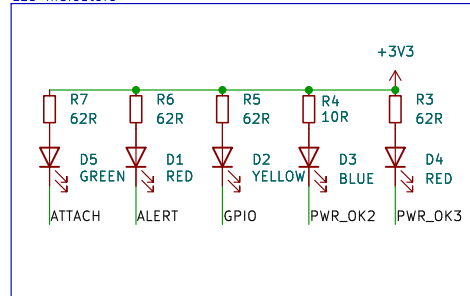 +3V3
R7 R6 R5 R4 R3
62R 62R 62R 10R 62R
D5 D1 D2 D3 D4
GREEN RED YELLOW BLUE RED
ATTACH ALERT GPIO PWR_OK2 PWR_OK3